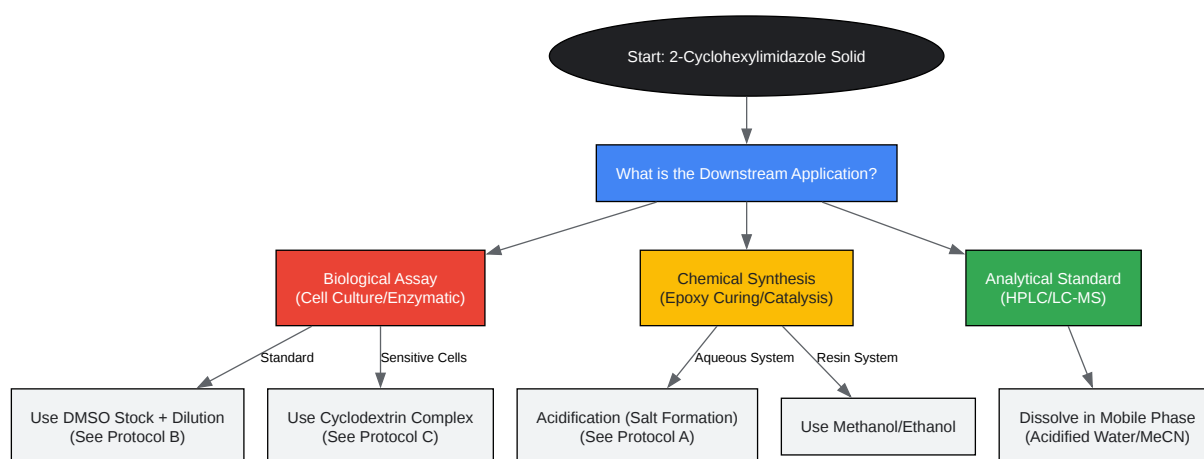 Start: 2-Cyclohexylimidazole Solid
What is the Downstream Application?
Biological Assay
(Cell Culture/Enzymatic)
Chemical Synthesis
(Epoxy Curing/Catalysis)
Analytical Standard
(HPLC/LC-MS)
Standard
Sensitive Cells
Aqueous System
Resin System
Use DMSO Stock + Dilution
(See Protocol B)
Use Cyclodextrin Complex
(See Protocol C)
Acidification (Salt Formation)
(See Protocol A)
Use Methanol/Ethanol
Dissolve in Mobile Phase
(Acidified Water/MeCN)